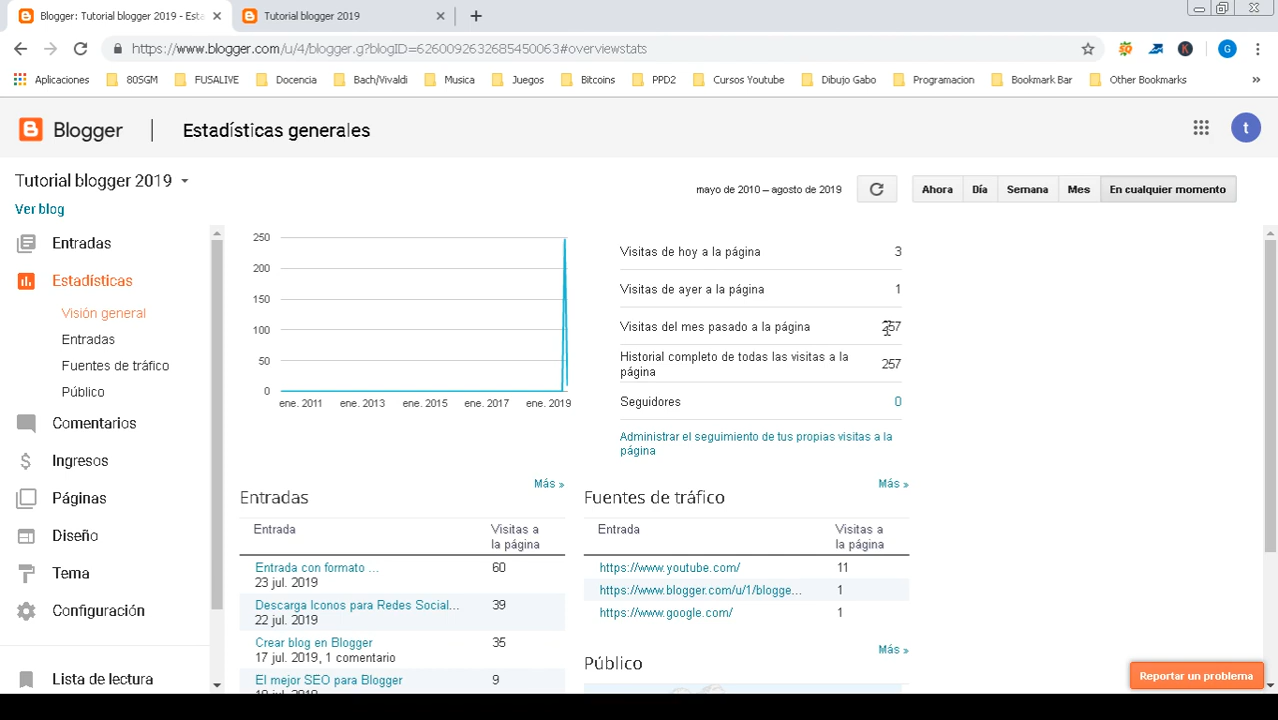 Blogger: Tutorial blogger 2019 - Esta
Tutorial blogger 2019
https://www.blogger.com/u/4/blogger.g?blogID=6260092632685450063#overviewstats
G
Aplicaciones
80SGM
FUSALIVE
Docencia
Bach/Vivaldi
Musica
Juegos
Bitcoins
PPD2
Cursos Youtube
Dibujo Gabo
Programacion
Bookmark Bar
Other Bookmarks
»
Blogger
Estadísticas generales
t
Tutorial blogger 2019
Ver blog
mayo de 2010 – agosto de 2019
Ahora
Día
Semana
Mes
En cualquier momento
Entradas
Estadísticas
Visión general
Entradas
Fuentes de tráfico
Público
Comentarios
Ingresos
Páginas
Diseño
Tema
Configuración
Lista de lectura
250
200
150
100
50
0
ene. 2011
ene. 2013
ene. 2015
ene. 2017
ene. 2019
Visitas de hoy a la página 3
Visitas de ayer a la página 1
Visitas del mes pasado a la página 257
Historial completo de todas las visitas a la
página 257
Seguidores 0
Administrar el seguimiento de tus propias visitas a la
página
Más »
Entradas
Entrada
Visitas a
la página
Entrada con formato ... 60
23 jul. 2019
Descarga Iconos para Redes Social... 39
22 jul. 2019
Crear blog en Blogger 35
17 jul. 2019, 1 comentario
El mejor SEO para Blogger 9
Más »
Fuentes de tráfico
Entrada
Visitas a
la página
https://www.youtube.com/ 11
https://www.blogger.com/u/1/blogge... 1
https://www.google.com/ 1
Más »
Público
Reportar un problema